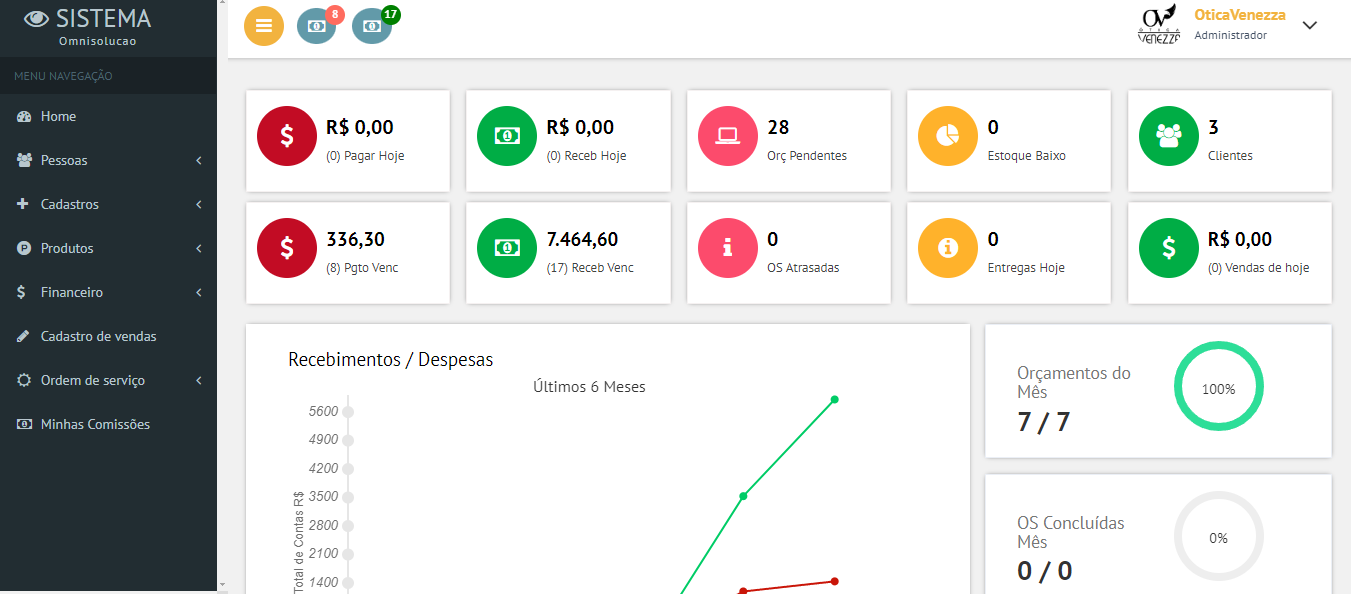 SISTEMA
Omnisolucao
MENU NAVEGAÇÃO
Home
Pessoas
Cadastros
Produtos
Financeiro
Cadastro de vendas
Ordem de serviço
Minhas Comissões
8
17
OV
ÓTICA
VENEZZA
OticaVenezza
Administrador
R$ 0,00
(0) Pagar Hoje
R$ 0,00
(0) Receb Hoje
28
Orç Pendentes
0
Estoque Baixo
3
Clientes
336,30
(8) Pgto Venc
7.464,60
(17) Receb Venc
0
OS Atrasadas
0
Entregas Hoje
R$ 0,00
(0) Vendas de hoje
Recebimentos / Despesas
Últimos 6 Meses
5600
4900
4200
3500
2800
2100
1400
Total de Contas R$
Orçamentos do
Mês
7 / 7
100%
OS Concluídas
Mês
0 / 0
0%